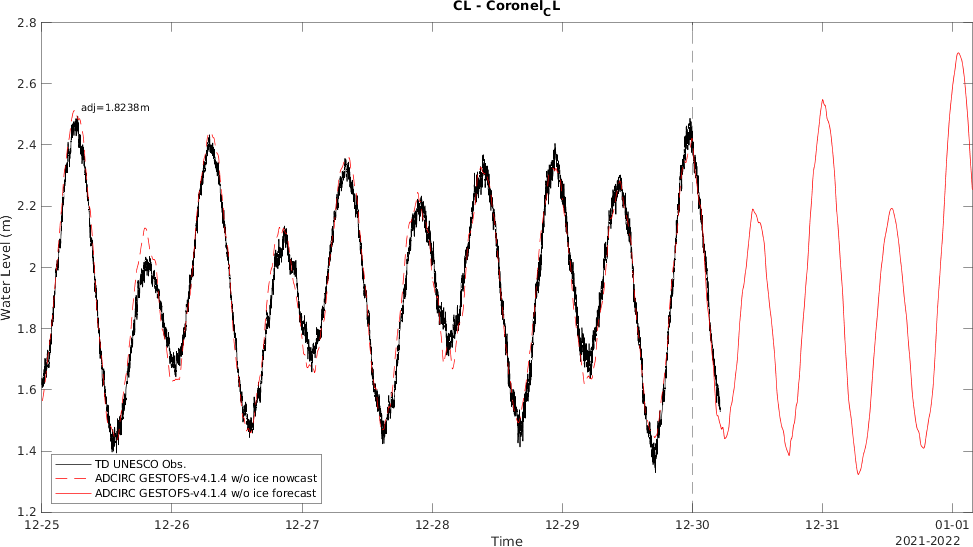 CL - Coronel_CL
2.8
2.6
2.4
2.2
2
1.8
1.6
1.4
1.2
Water Level (m)
adj=1.8238m
TD UNESCO Obs.
ADCIRC GESTOFS-v4.1.4 w/o ice nowcast
ADCIRC GESTOFS-v4.1.4 w/o ice forecast
12-25 12-26 12-27 12-28 12-29 12-30 12-31 01-01
Time
2021-2022